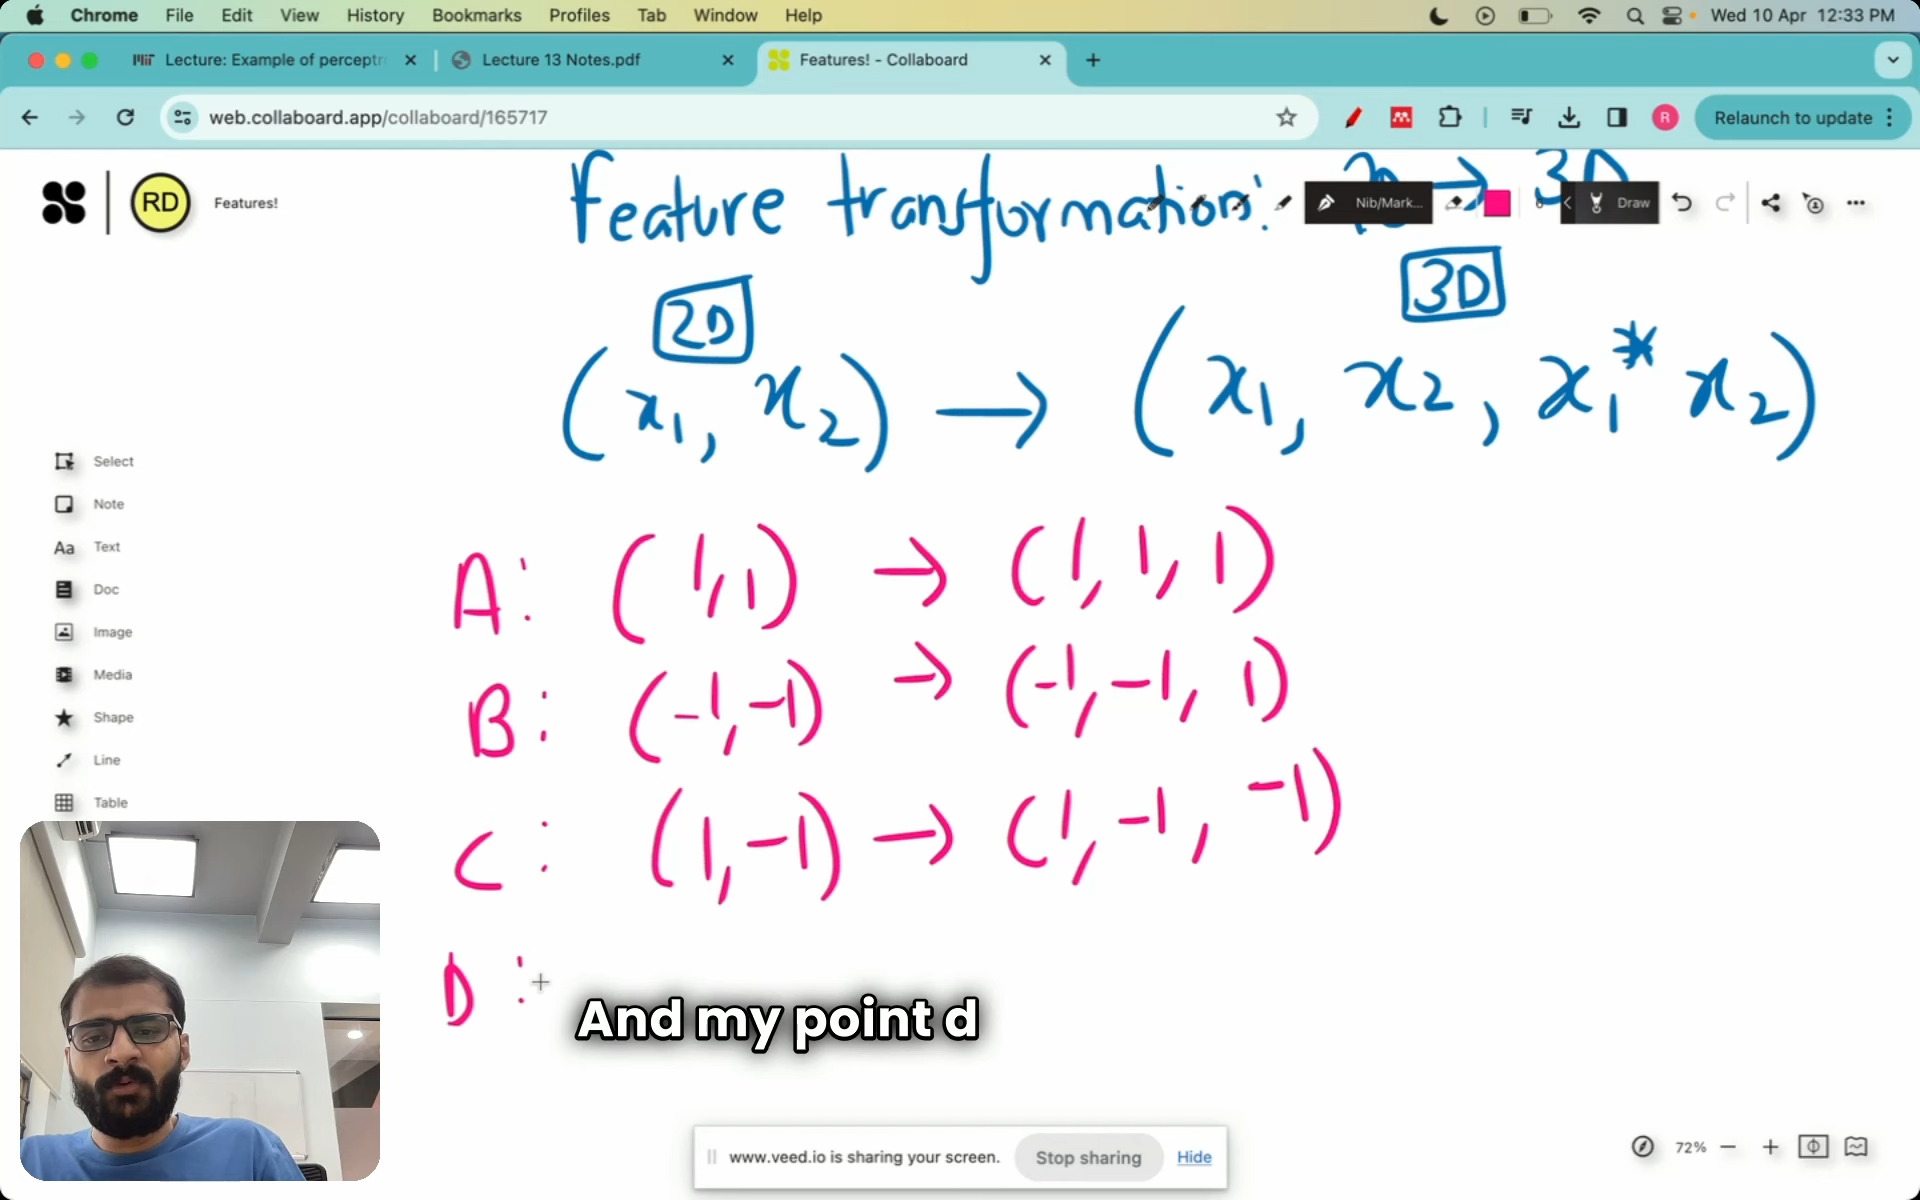 Chrome File Edit View History Bookmarks Profiles Tab Window Help Wed 10 Apr 12:33 PM
Lecture: Example of perceptr Lecture 13 Notes.pdf Features! - Collaboard
web.collaboard.app/collaboard/165717 R Relaunch to update
RD Features! Nib/Mark... Draw
Feature transformation: 2D → 3D
2D 3D
(x1, x2) → (x1, x2, x1 * x2)
Select
Note
Text
Doc
Image
Media
Shape
Line
Table
A: (1, 1) → (1, 1, 1)
B: (-1, -1) → (-1, -1, 1)
C: (1, -1) → (1, -1, -1)
D:
And my point d
www.veed.io is sharing your screen. Stop sharing Hide
72%